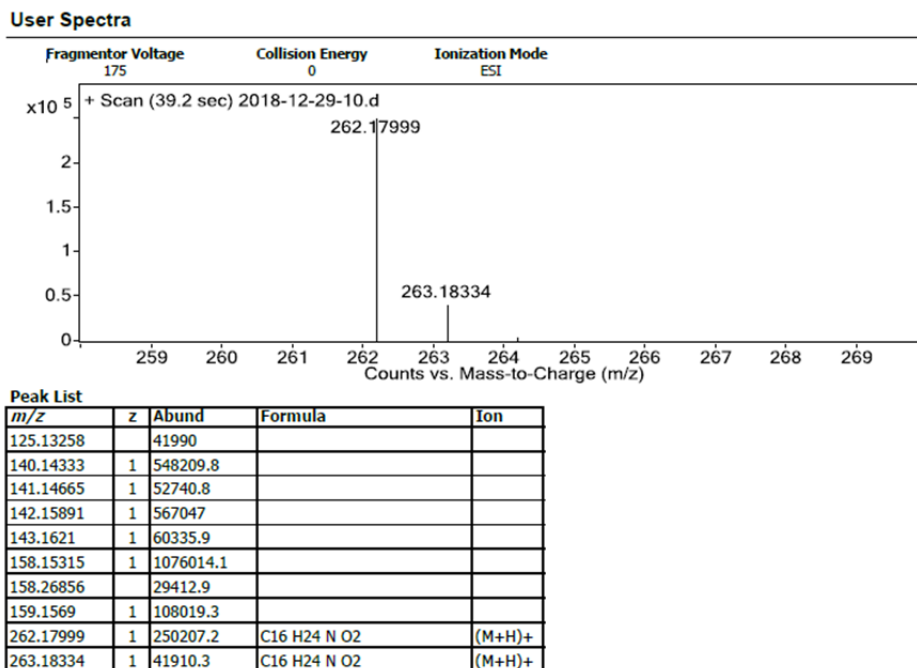 User Spectra
Fragmentor Voltage Collision Energy Ionization Mode
175 0 ESI
x10 5 + Scan (39.2 sec) 2018-12-29-10.d
262.17999
2
1.5
1
0.5 263.18334
0
259 260 261 262 263 264 265 266 267 268 269
Counts vs. Mass-to-Charge (m/z)
Peak List
m/z z Abund Formula Ion
125.13258 41990
140.14333 1 548209.8
141.14665 1 52740.8
142.15891 1 567047
143.1621 1 60335.9
158.15315 1 1076014.1
158.26856 29412.9
159.1569 1 108019.3
262.17999 1 250207.2 C16 H24 N O2 (M+H)+
263.18334 1 41910.3 C16 H24 N O2 (M+H)+